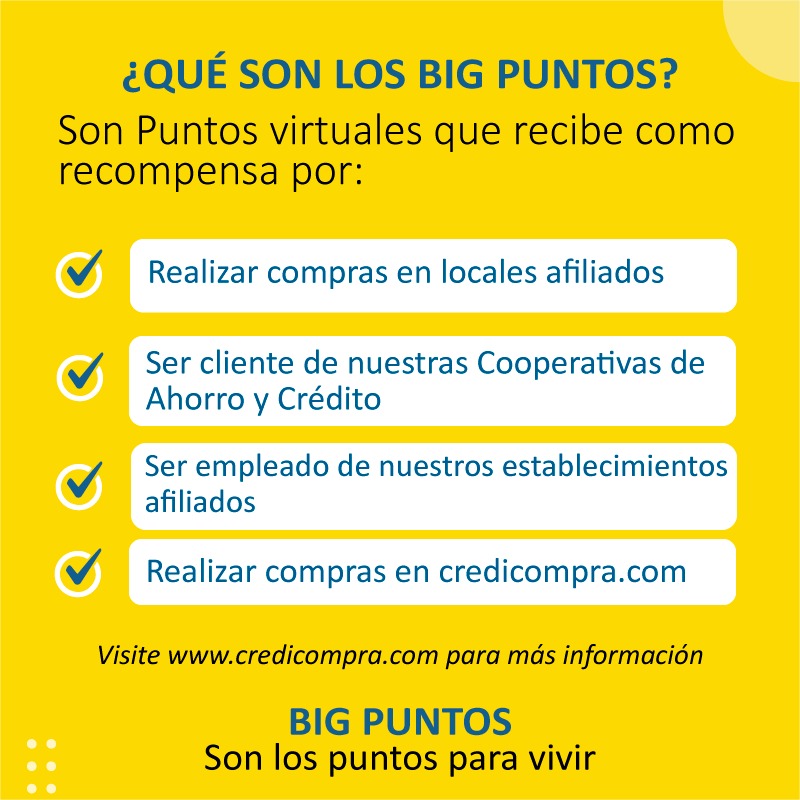 ¿QUÉ SON LOS BIG PUNTOS?
Son Puntos virtuales que recibe como
recompensa por:
Realizar compras en locales afiliados
Ser cliente de nuestras Cooperativas de
Ahorro y Crédito
Ser empleado de nuestros establecimientos
afiliados
Realizar compras en credicompra.com
Visite www.credicompra.com para más información
BIG PUNTOS
Son los puntos para vivir